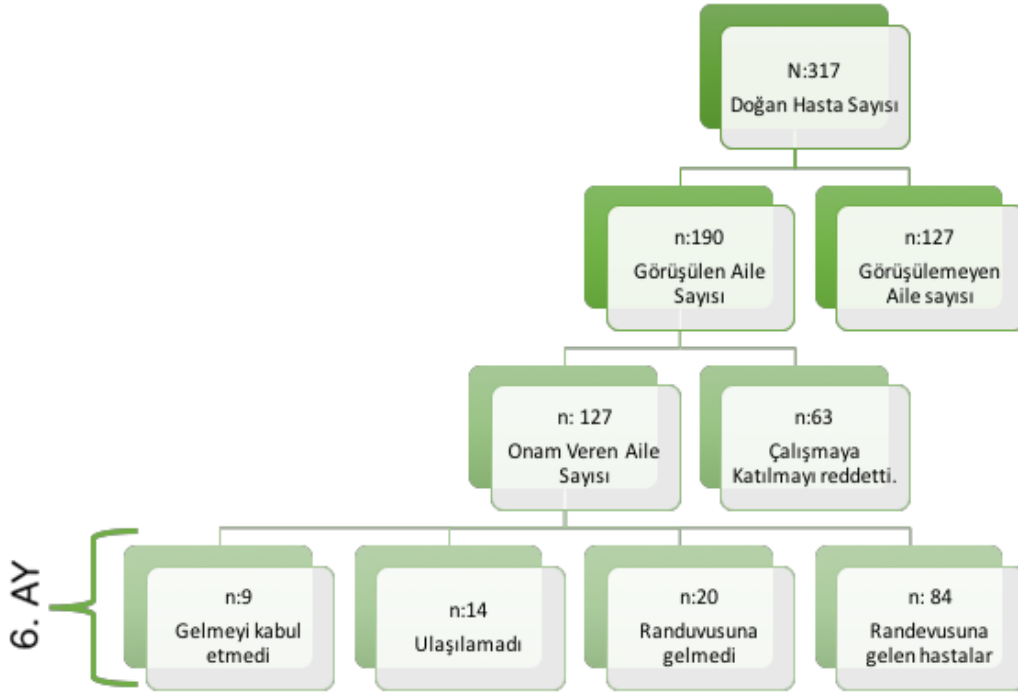 N:317
Doğan Hasta Sayısı
n:190
Görüşülen Aile
Sayısı
n:127
Görüşülemeyen
Aile sayısı
n: 127
Onam Veren Aile
Sayısı
n:63
Çalışmaya
Katılmayı reddetti.
6. AY
n:9
Gelmeyi kabul
etmedi
n:14
Ulaşılamadı
n:20
Randuvusuna
gelmedi
n: 84
Randevusuna
gelen hastalar